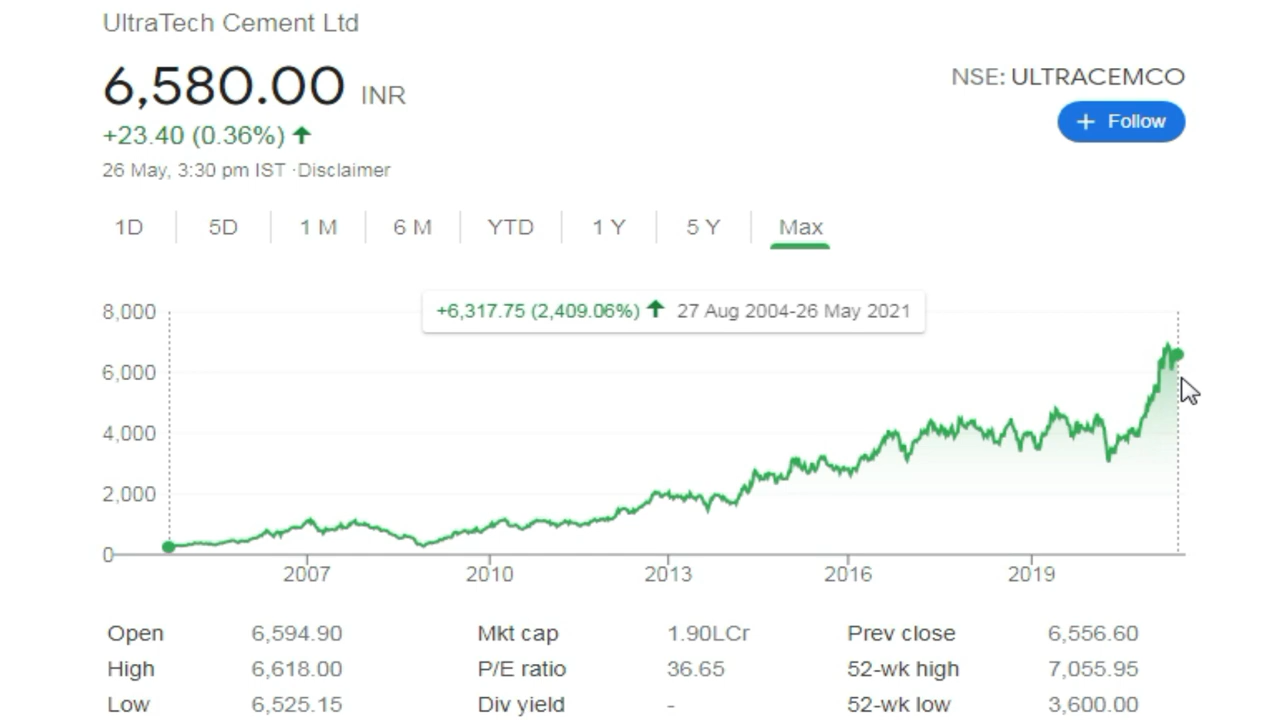 UltraTech Cement Ltd
6,580.00 INR
NSE: ULTRACEMCO
+23.40 (0.36%) ↑
+ Follow
26 May, 3:30 pm IST ·Disclaimer
1D 5D 1 M 6 M YTD 1 Y 5 Y Max
+6,317.75 (2,409.06%) ↑ 27 Aug 2004-26 May 2021
8,000
6,000
4,000
2,000
0
2007 2010 2013 2016 2019
Open 6,594.90 Mkt cap 1.90LCr Prev close 6,556.60
High 6,618.00 P/E ratio 36.65 52-wk high 7,055.95
Low 6,525.15 Div yield - 52-wk low 3,600.00